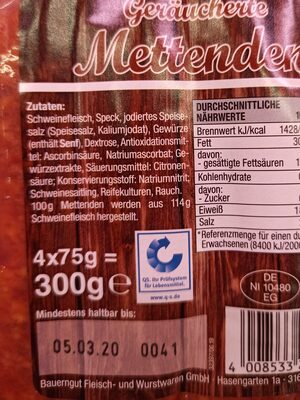 Geräucherte
Mettenden
Zutaten:
Schweinefleisch, Speck, jodiertes Speise-
salz (Speisesalz, Kaliumjodat), Gewürze
(enthält Senf), Dextrose, Antioxidationsmit-
tel: Ascorbinsäure, Natriumascorbat; Ge-
würzextrakte, Säuerungsmittel: Citronen-
säure; Konservierungsstoff: Natriumnitrit;
Schweinesaitling, Reifekulturen, Rauch.
100g Mettenden werden aus 114g
Schweinefleisch hergestellt.
DURCHSCHNITTLICHE
NÄHRWERTE
Brennwert kJ/kcal 1428
Fett
davon:
- gesättigte Fettsäuren
Kohlenhydrate
davon:
- Zucker
Eiweiß
Salz
*Referenzmenge für einen
Erwachsenen (8400 kJ/200
4x75g =
300g e
QS. Ihr Prüfsystem
für Lebensmittel.
www.q-s.de
DE
NI 10480
EG
Mindestens haltbar bis:
05.03.20 0041
4 008533
Bauerngut Fleisch- und Wurstwaren GmbH · Hasengarten 1a